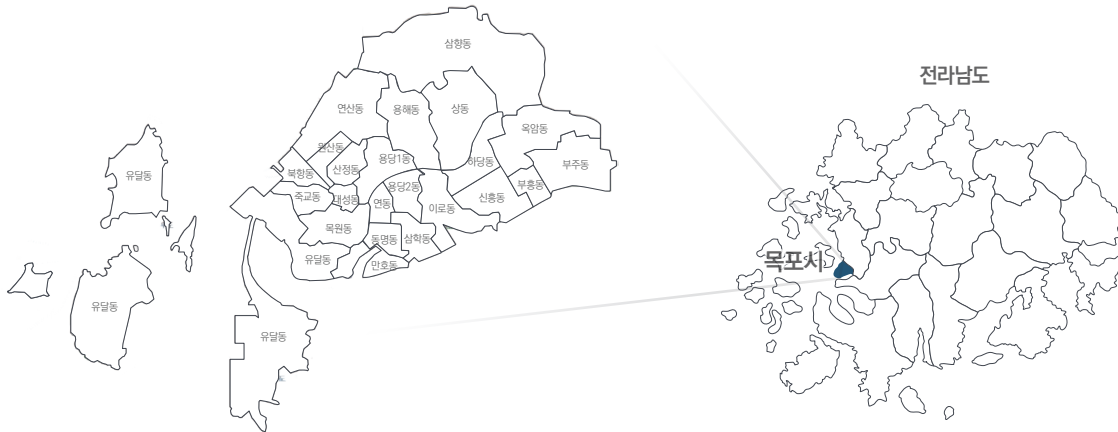 삼향동
전라남도
연산동
용해동
상동
옥암동
원산동
용당1동
하당동
부주동
유달동
북항동
산정동
부흥동
용당2동
죽교동
대성동
연동
이로동
신흥동
목원동
동명동
삼학동
유달동
만호동
목포시
유달동
유달동